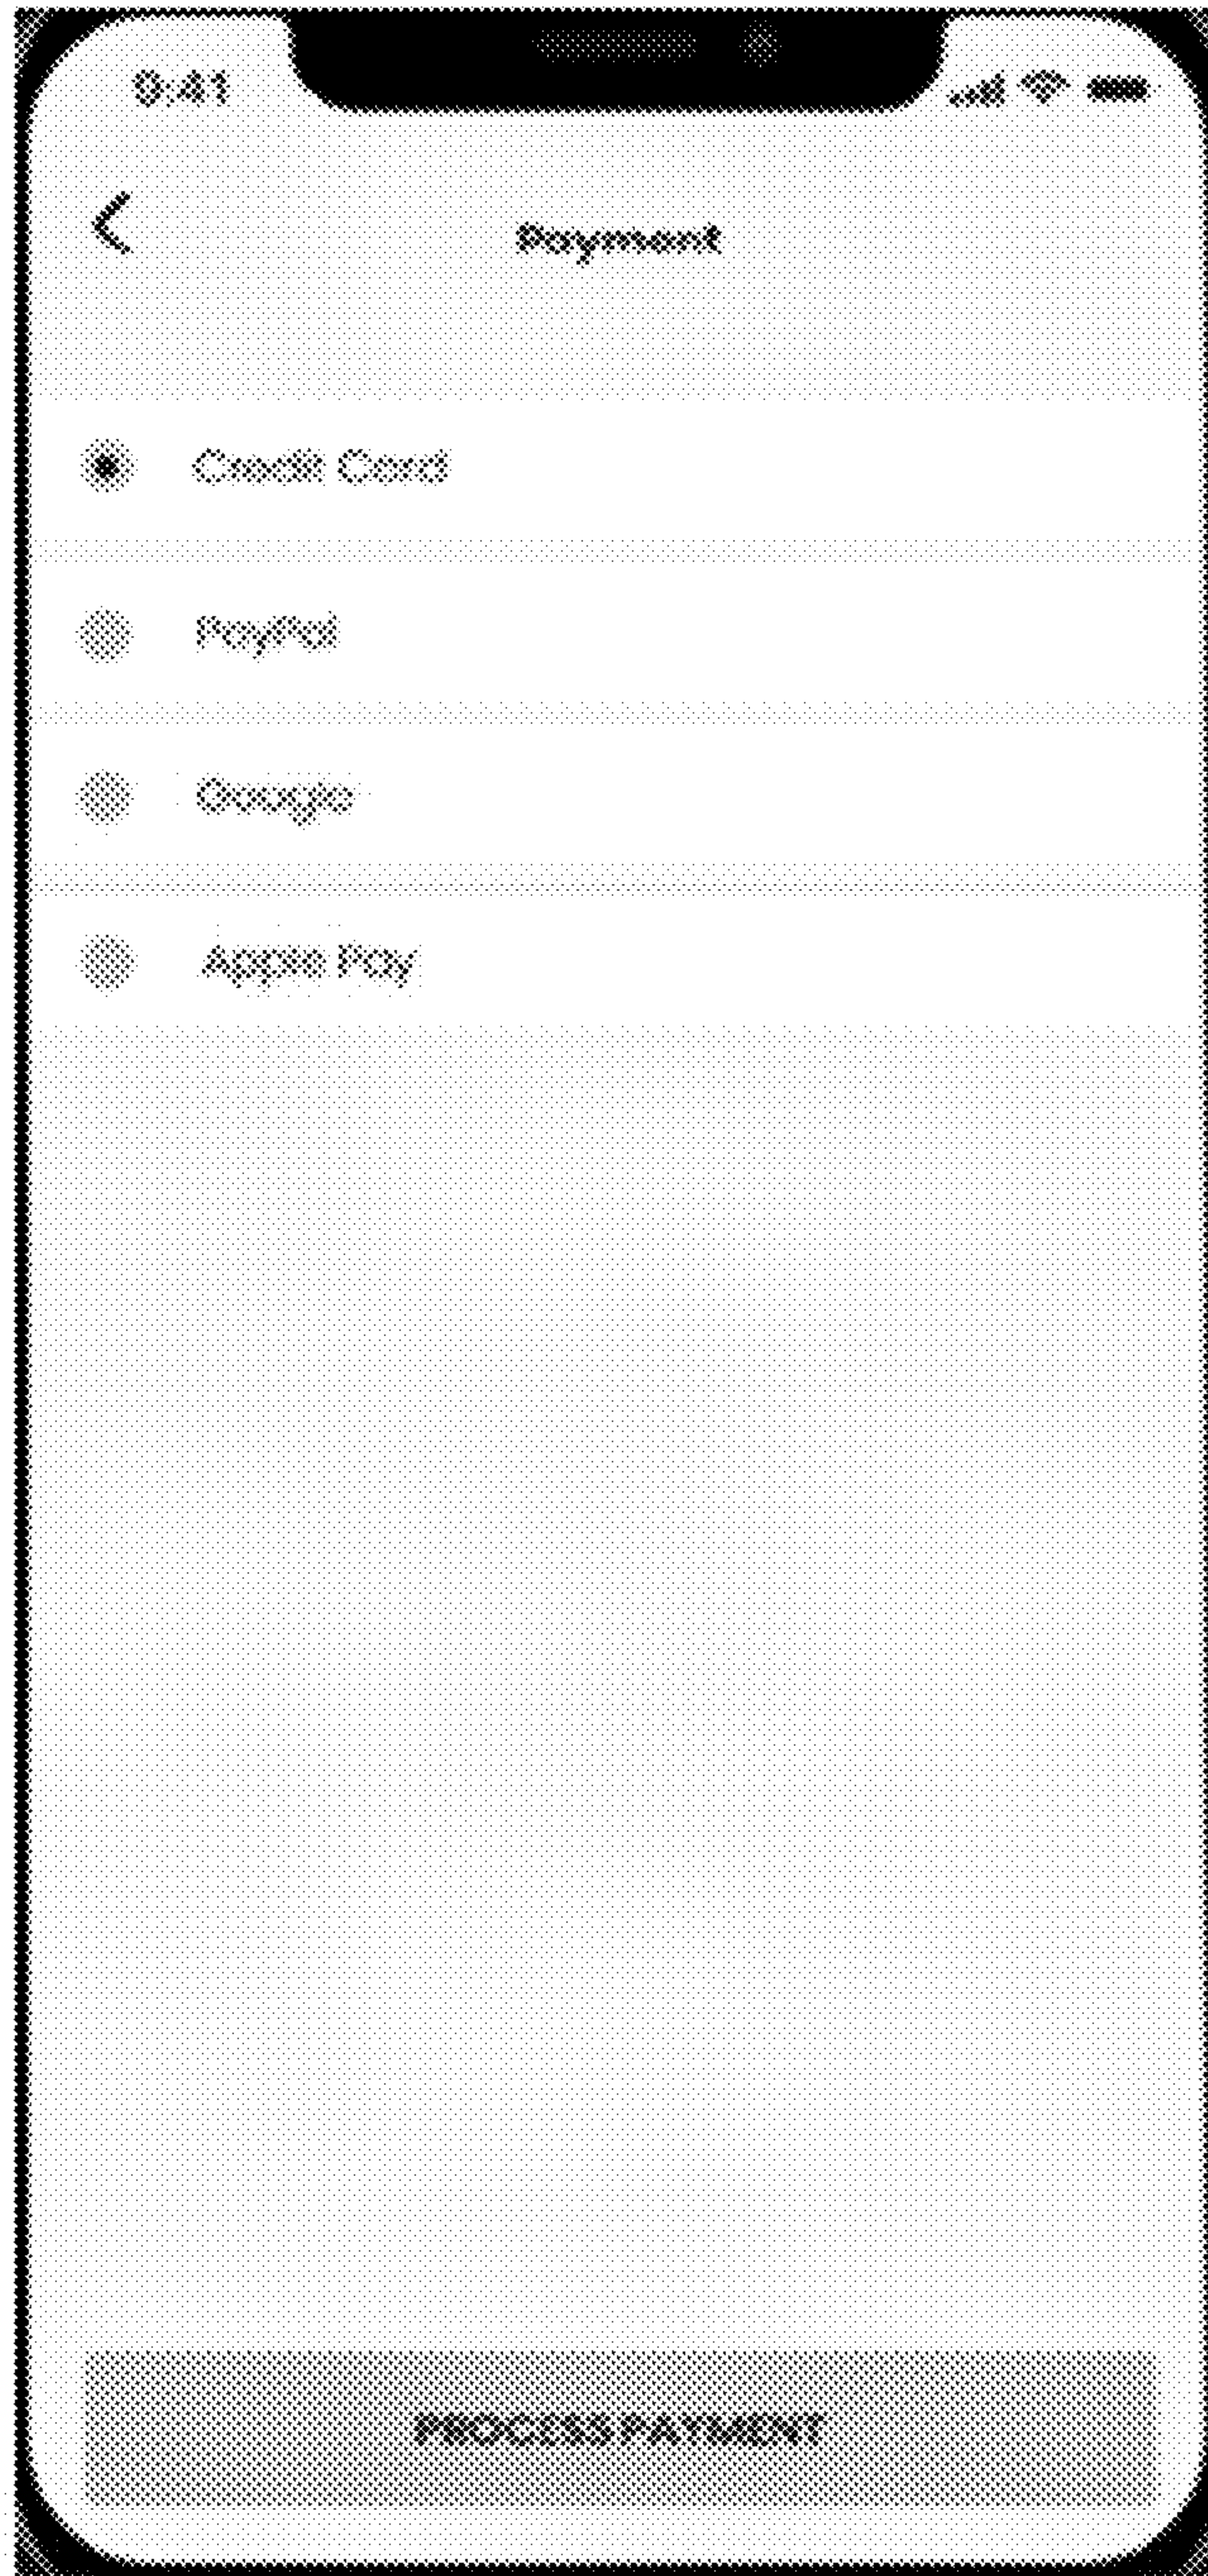 9:41
Payment
Credit Card
PayPal
Google
Apple Pay
PROCESS PAYMENT